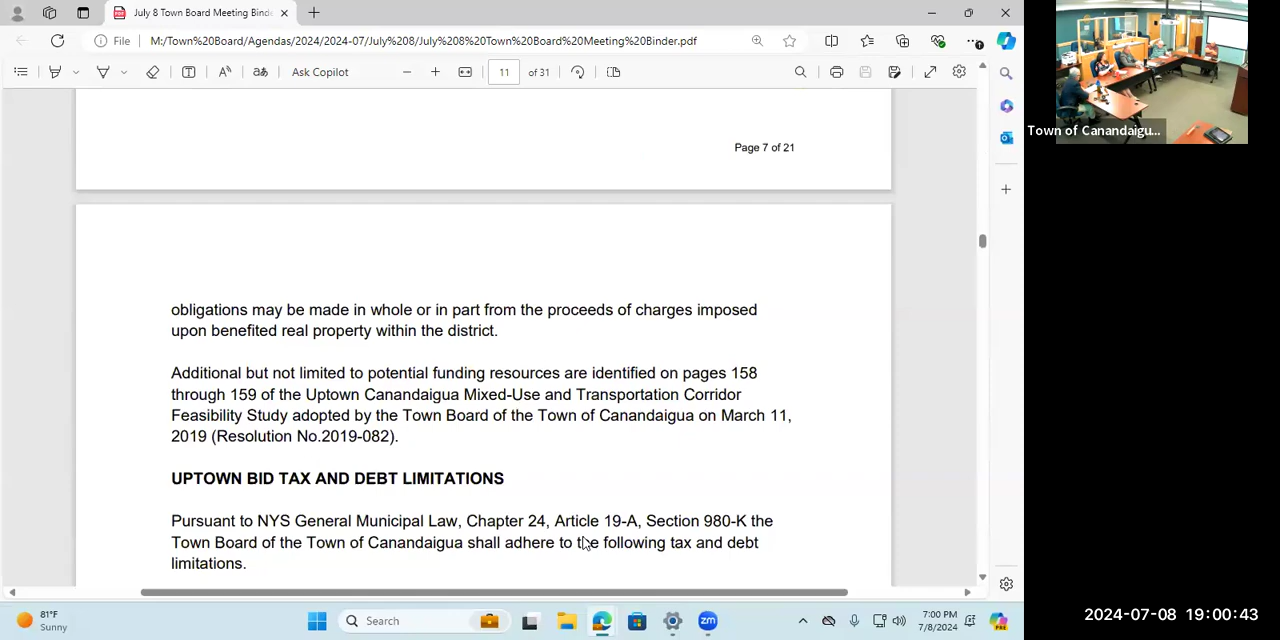 July 8 Town Board Meeting Binde
File
M:/Town%20Board/Agendas/2024/2024-07/July%208/July%208%20Town%20Board%20Meeting%20Binder.pdf
Ask Copilot
11 of 31
Town of Canandaigu...
Page 7 of 21
obligations may be made in whole or in part from the proceeds of charges imposed
upon benefited real property within the district.
Additional but not limited to potential funding resources are identified on pages 158
through 159 of the Uptown Canandaigua Mixed-Use and Transportation Corridor
Feasibility Study adopted by the Town Board of the Town of Canandaigua on March 11,
2019 (Resolution No.2019-082).
UPTOWN BID TAX AND DEBT LIMITATIONS
Pursuant to NYS General Municipal Law, Chapter 24, Article 19-A, Section 980-K the
Town Board of the Town of Canandaigua shall adhere to the following tax and debt
limitations.
81°F
Sunny
Search
7:00 PM
7/8/2024
2024-07-08 19:00:43